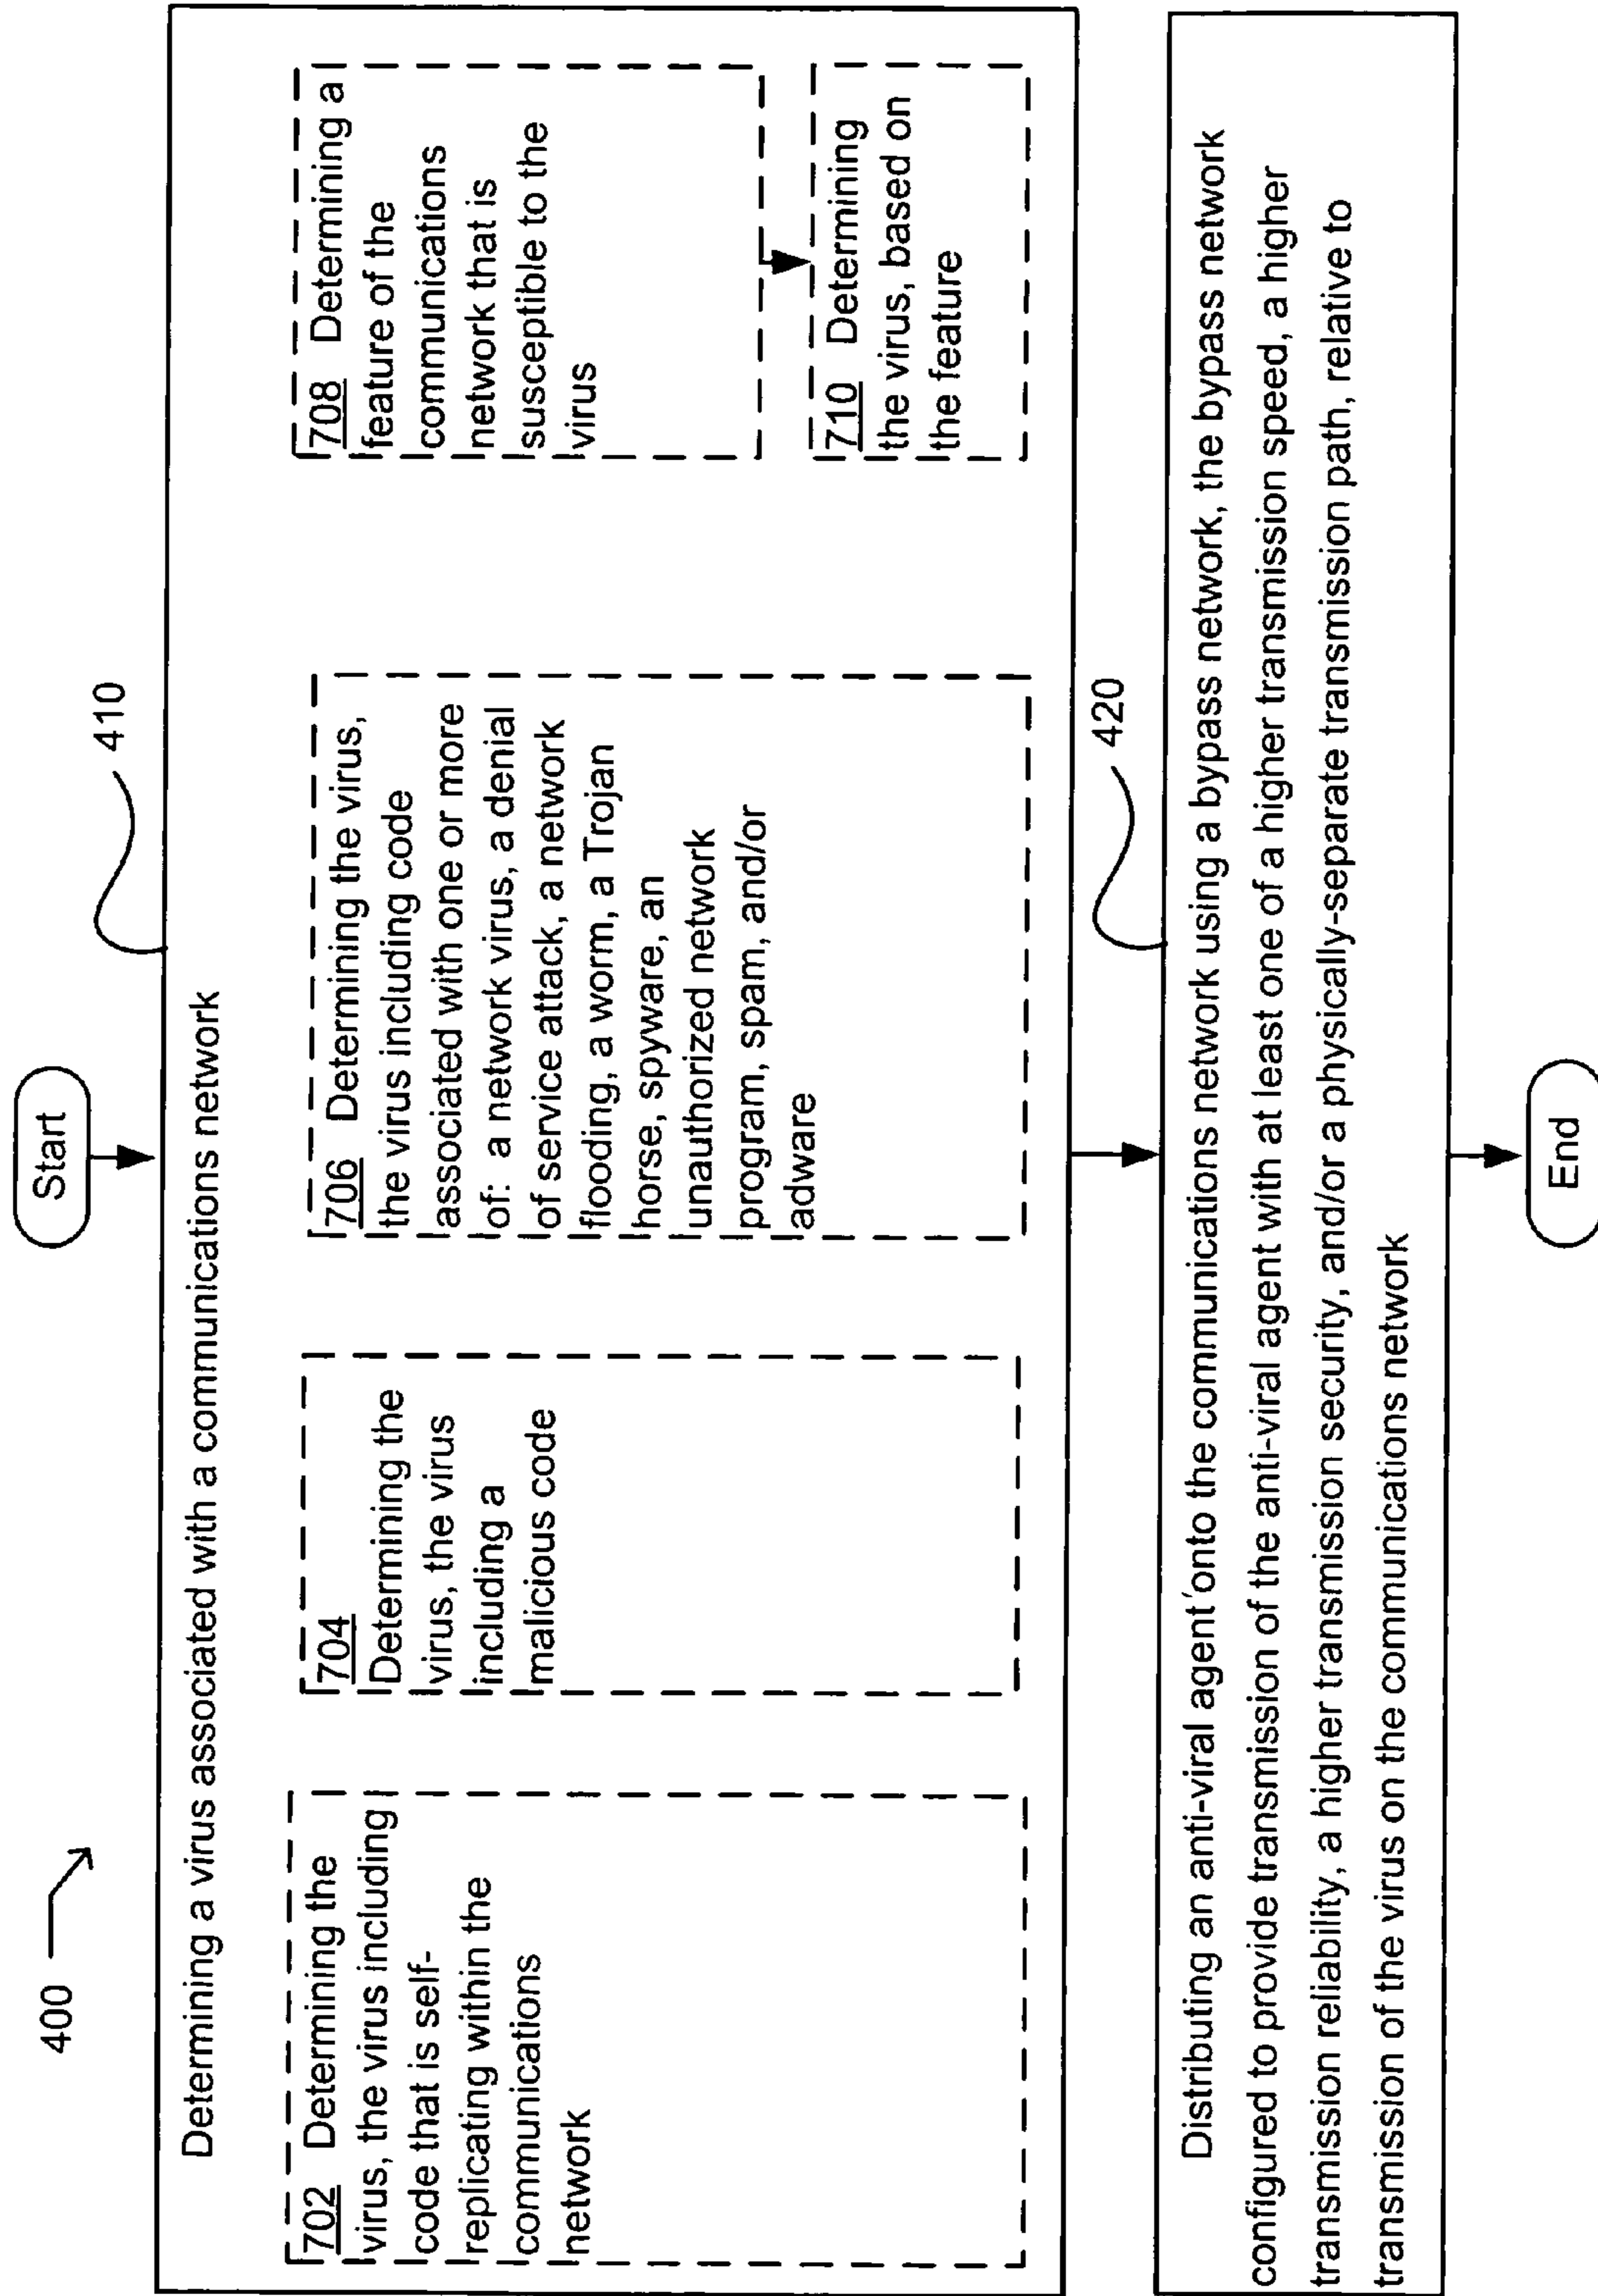 400
Start
410
Determining a virus associated with a communications network
702 Determining the
virus, the virus including
code that is self-
replicating within the
communications
network
704
Determining the
virus, the virus
including a
malicious code
706 Determining the virus,
the virus including code
associated with one or more
of: a network virus, a denial
of service attack, a network
flooding, a worm, a Trojan
horse, spyware, an
unauthorized network
program, spam, and/or
adware
708 Determining a
feature of the
communications
network that is
susceptible to the
virus
710 Determining
the virus, based on
the feature
420
Distributing an anti-viral agent onto the communications network using a bypass network, the bypass network
configured to provide transmission of the anti-viral agent with at least one of a higher transmission speed, a higher
transmission reliability, a higher transmission security, and/or a physically-separate transmission path, relative to
transmission of the virus on the communications network
End